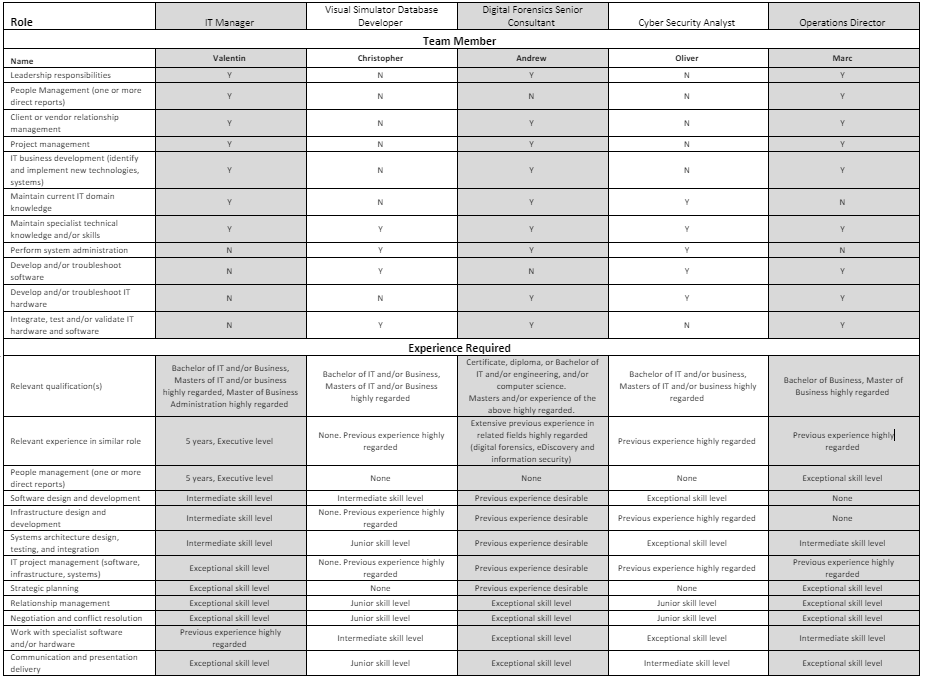 Role IT Manager Visual Simulator Database Developer Digital Forensics Senior Consultant Cyber Security Analyst Operations Director
Team Member
Name Valentin Christopher Andrew Oliver Marc
Leadership responsibilities Y N Y N Y
People Management (one or more direct reports) Y N N N Y
Client or vendor relationship management Y N Y N Y
Project management Y N Y N Y
IT business development (identify and implement new technologies, systems) Y N Y N Y
Maintain current IT domain knowledge Y Y Y Y N
Maintain specialist technical knowledge and/or skills Y Y Y Y Y
Perform system administration N Y Y Y N
Develop and/or troubleshoot software N Y N Y Y
Develop and/or troubleshoot IT hardware N N Y Y Y
Integrate, test and/or validate IT hardware and software N Y Y N Y
Experience Required
Relevant qualification(s) Bachelor of IT and/or Business, Masters of IT and/or business highly regarded, Master of Business Administration highly regarded Bachelor of IT and/or Business, Masters of IT and/or Business highly regarded Certificate, diploma, or Bachelor of IT and/or engineering, and/or computer science. Masters and/or experience of the above highly regarded. Bachelor of IT and/or business, Masters of IT and/or business highly regarded Bachelor of Business, Master of Business highly regarded
Relevant experience in similar role 5 years, Executive level None. Previous experience highly regarded Extensive previous experience in related fields highly regarded (digital forensics, eDiscovery and information security) Previous experience highly regarded Previous experience highly regarded
People management (one or more direct reports) 5 years, Executive level None None None Exceptional skill level
Software design and development Intermediate skill level Intermediate skill level Previous experience desirable Exceptional skill level None
Infrastructure design and development Intermediate skill level None. Previous experience highly regarded Previous experience desirable Previous experience highly regarded None
Systems architecture design, testing, and integration Intermediate skill level Junior skill level Previous experience desirable Exceptional skill level Intermediate skill level
IT project management (software, infrastructure, systems) Exceptional skill level None. Previous experience highly regarded Previous experience desirable Previous experience highly regarded Previous experience highly regarded
Strategic planning Exceptional skill level None Previous experience desirable None Exceptional skill level
Relationship management Exceptional skill level Junior skill level Exceptional skill level Junior skill level Exceptional skill level
Negotiation and conflict resolution Exceptional skill level Junior skill level Exceptional skill level Junior skill level Exceptional skill level
Work with specialist software and/or hardware Previous experience highly regarded Intermediate skill level Exceptional skill level Exceptional skill level Intermediate skill level
Communication and presentation delivery Exceptional skill level Junior skill level Exceptional skill level Intermediate skill level Exceptional skill level